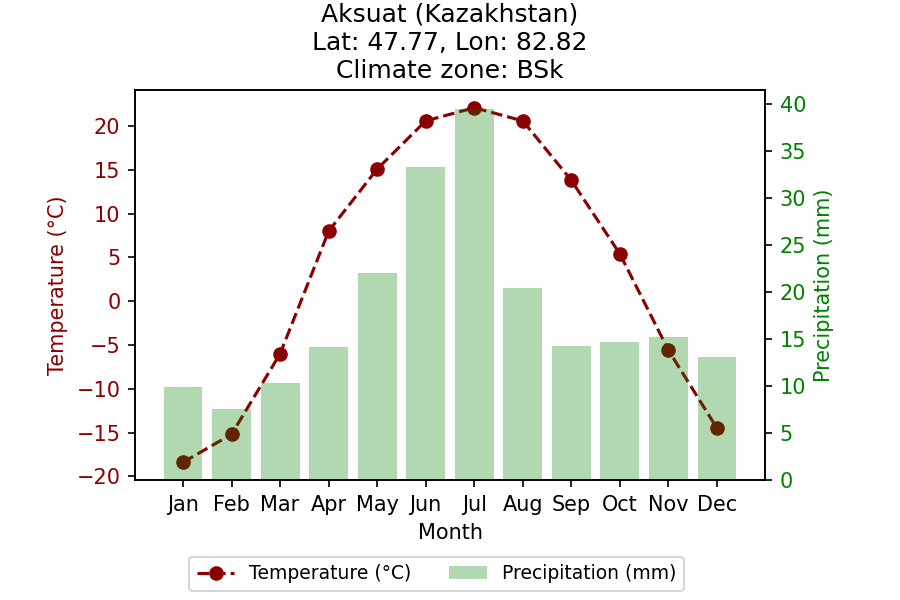 Aksuat (Kazakhstan)
Lat: 47.77, Lon: 82.82
Climate zone: BSk
Temperature (°C)
20
15
10
5
0
−5
−10
−15
−20
40
35
30
25
20
15
10
5
0
Precipitation (mm)
Jan Feb Mar Apr May Jun Jul Aug Sep Oct Nov Dec
Month
Temperature (°C) Precipitation (mm)